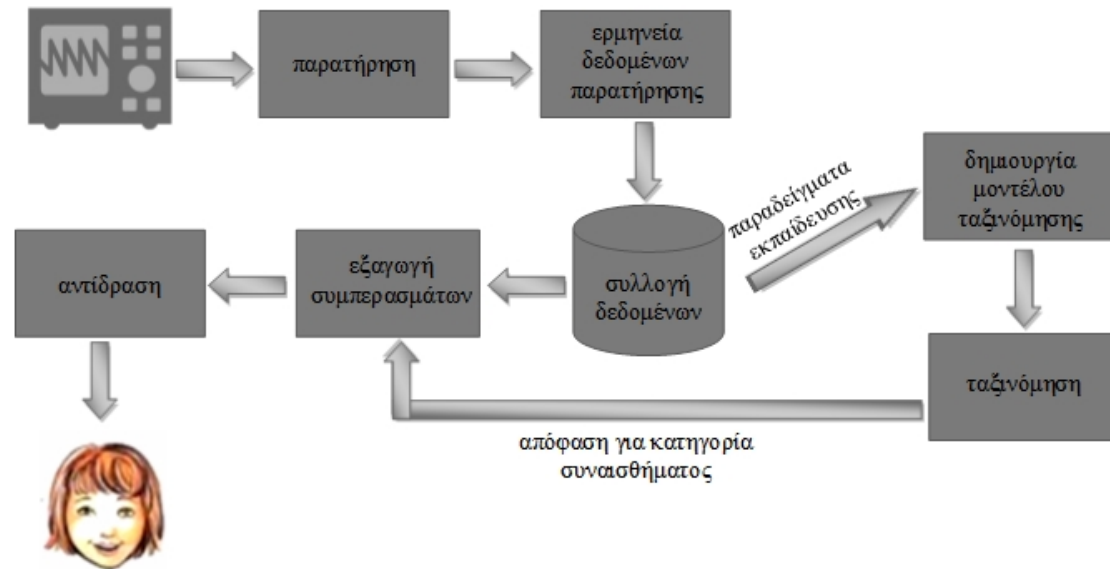 παρατήρηση
ερμηνεία
δεδομένων
παρατήρησης
παραδείγματα
εκπαίδευσης
δημιουργία
μοντέλου
ταξινόμησης
αντίδραση
εξαγωγή
συμπερασμάτων
συλλογή
δεδομένων
ταξινόμηση
απόφαση για κατηγορία
συναισθήματος